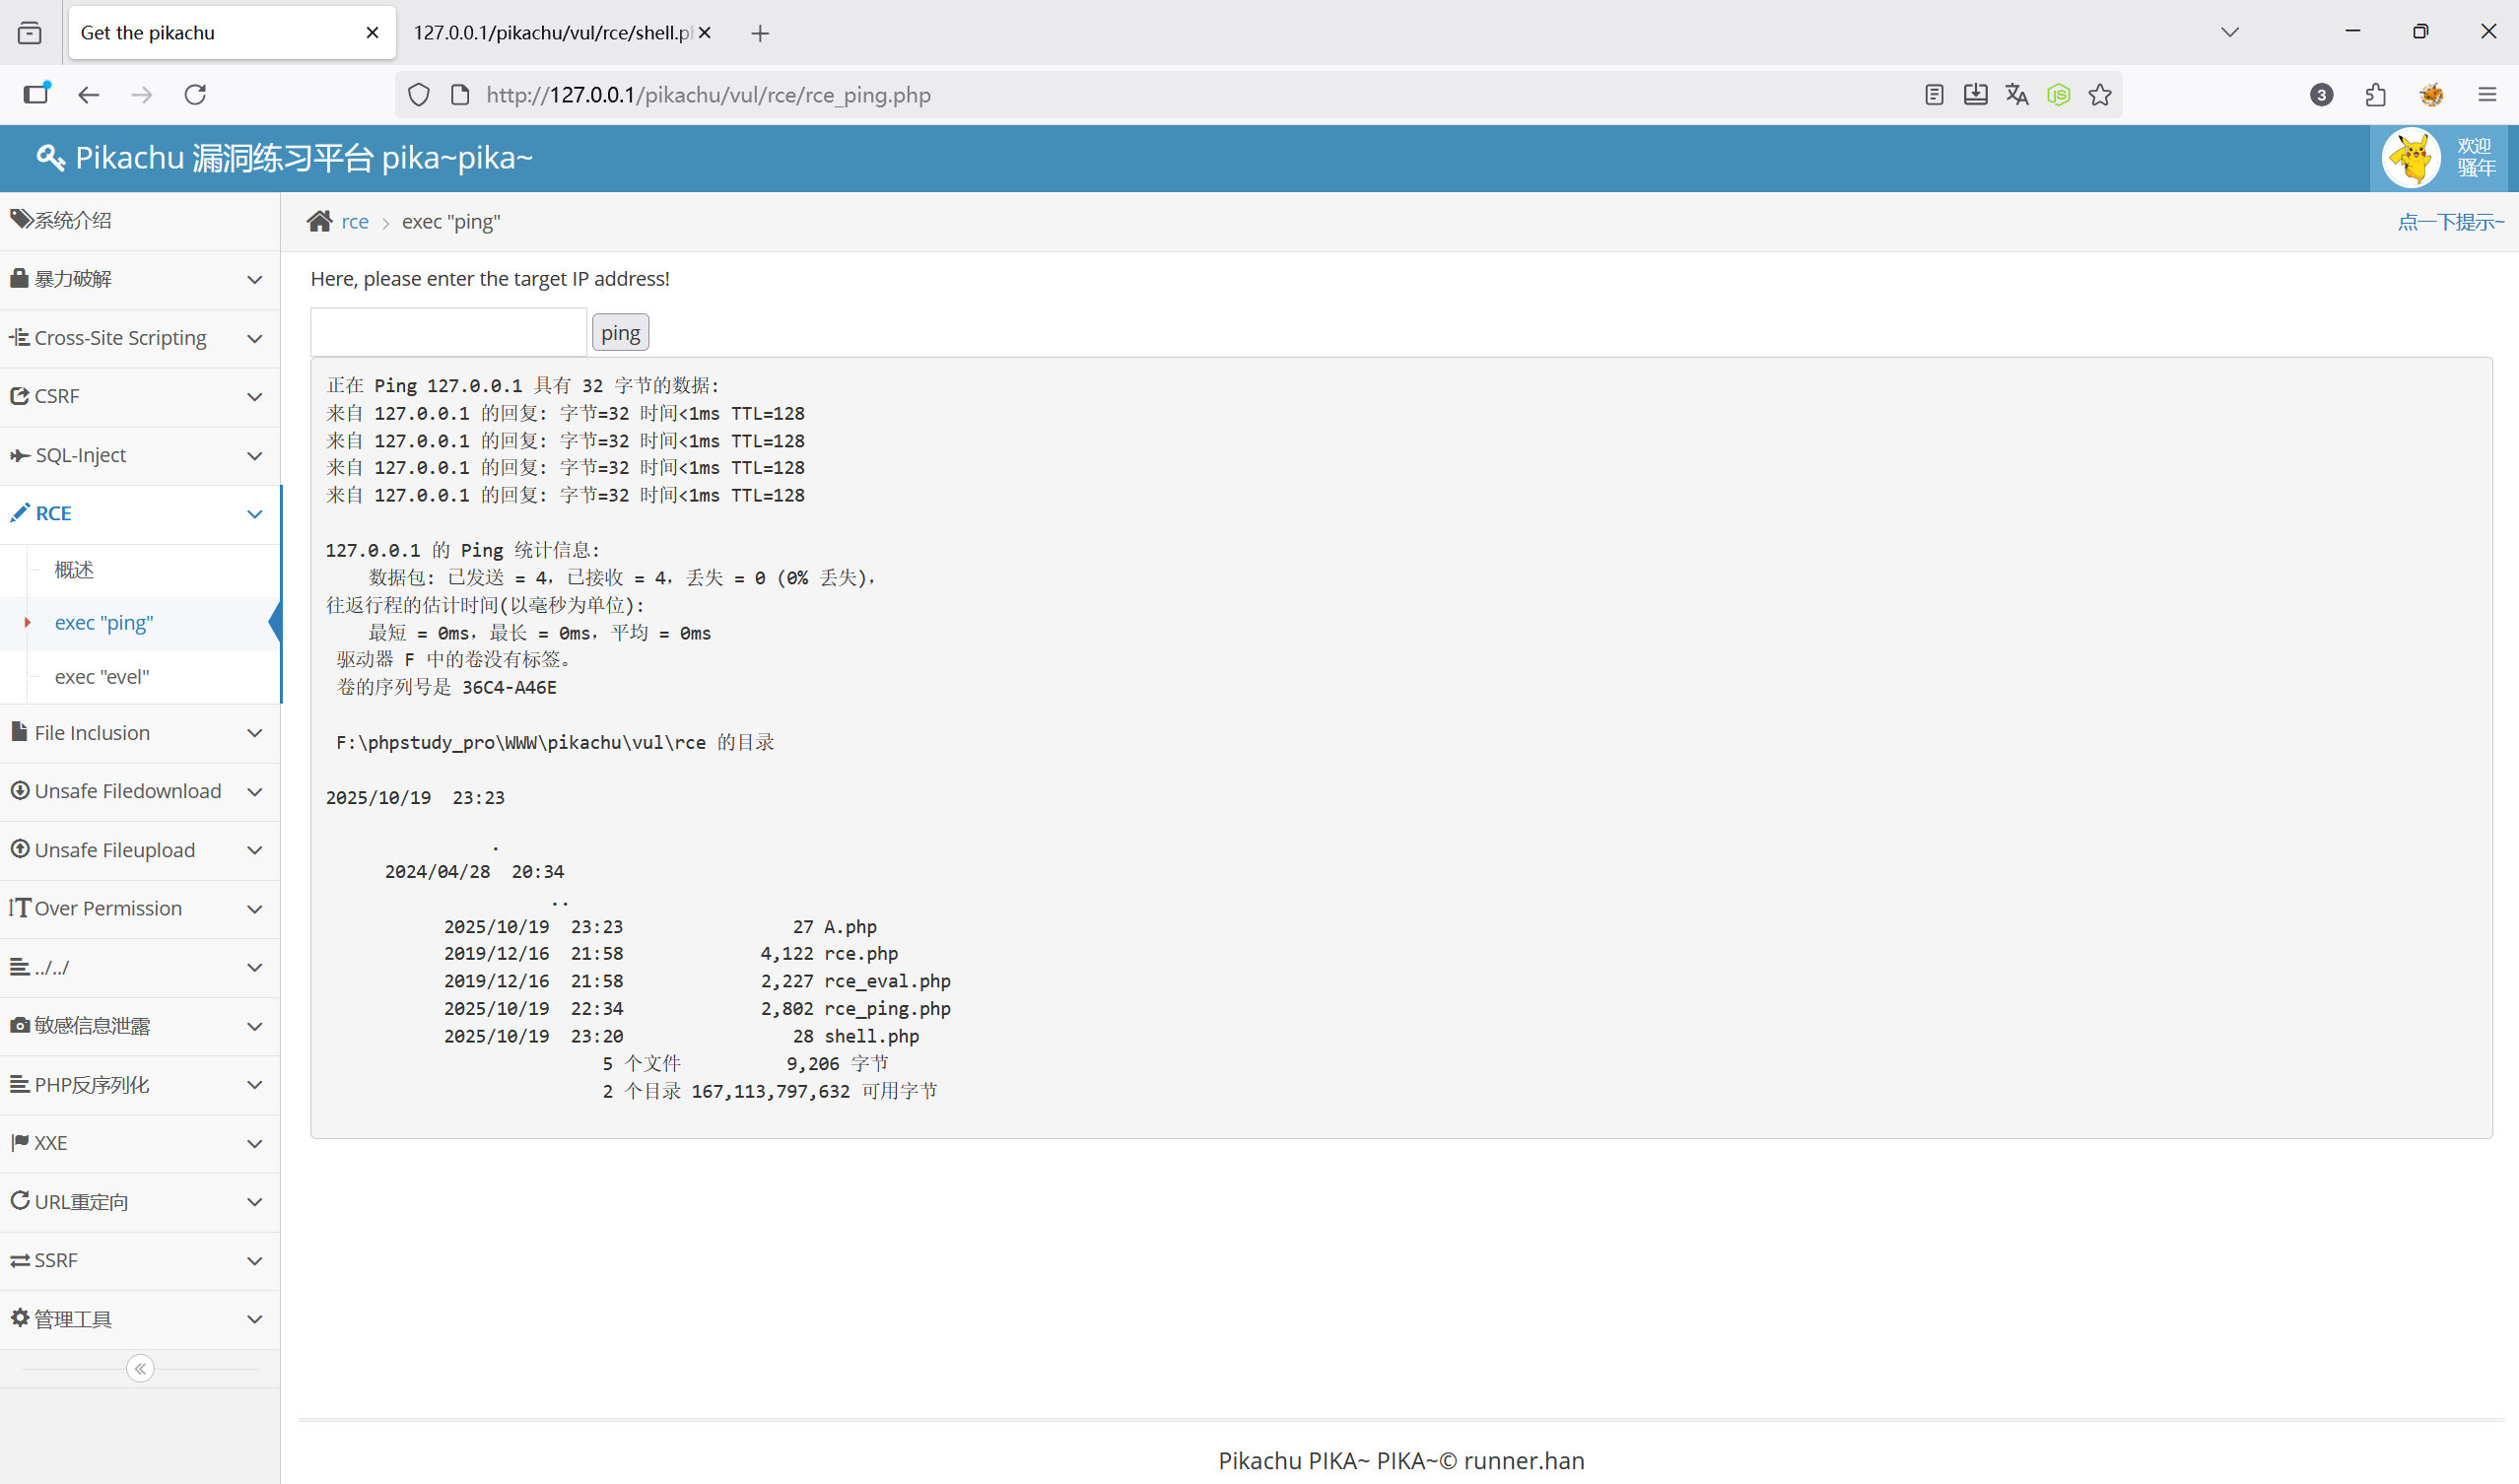 Get the pikachu
127.0.0.1/pikachu/vul/rce/shell.p
http://127.0.0.1/pikachu/vul/rce/rce_ping.php
JS
3
Pikachu 漏洞练习平台 pika~pika~
欢迎
骚年
系统介绍
暴力破解
Cross-Site Scripting
CSRF
SQL-Inject
RCE
概述
exec "ping"
exec "evel"
File Inclusion
Unsafe Filedownload
Unsafe Fileupload
Over Permission
../../
敏感信息泄露
PHP反序列化
XXE
URL重定向
SSRF
管理工具
rce > exec "ping"
点一下提示~
Here, please enter the target IP address!
ping
正在 Ping 127.0.0.1 具有 32 字节的数据:
来自 127.0.0.1 的回复: 字节=32 时间<1ms TTL=128
来自 127.0.0.1 的回复: 字节=32 时间<1ms TTL=128
来自 127.0.0.1 的回复: 字节=32 时间<1ms TTL=128
来自 127.0.0.1 的回复: 字节=32 时间<1ms TTL=128
127.0.0.1 的 Ping 统计信息:
数据包: 已发送 = 4，已接收 = 4，丢失 = 0 (0% 丢失)，
往返行程的估计时间(以毫秒为单位):
最短 = 0ms，最长 = 0ms，平均 = 0ms
驱动器 F 中的卷没有标签。
卷的序列号是 36C4-A46E
F:\phpstudy_pro\WWW\pikachu\vul\rce 的目录
2025/10/19  23:23
.
2024/04/28  20:34
..
2025/10/19  23:23                27 A.php
2019/12/16  21:58             4,122 rce.php
2019/12/16  21:58             2,227 rce_eval.php
2025/10/19  22:34             2,802 rce_ping.php
2025/10/19  23:20                28 shell.php
5 个文件          9,206 字节
2 个目录 167,113,797,632 可用字节
Pikachu PIKA~ PIKA~© runner.han